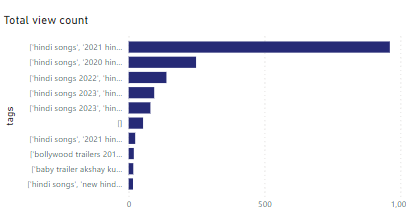 Total view count
['hindi songs', '2021 hin...
['hindi songs', '2020 hin...
['hindi songs 2022', 'hin...
['hindi songs 2023', 'hin...
['hindi songs 2023', 'hin...
[]
['hindi songs', '2021 hin...
['bollywood trailers 201...
['baby trailer akshay ku...
['hindi songs', 'new hind...
tags
0 500 1,00